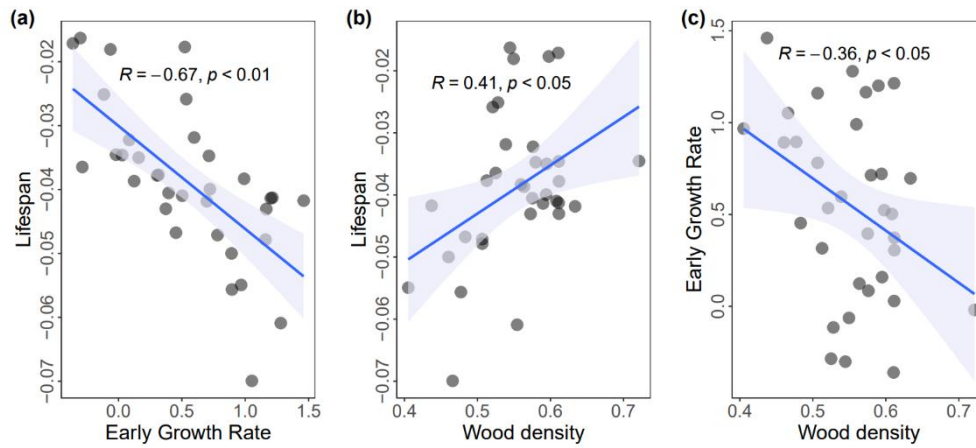 (a)
R = −0.67, p < 0.01
Lifespan
−0.02
−0.03
−0.04
−0.05
−0.06
−0.07
0.0 0.5 1.0 1.5
Early Growth Rate
(b)
R = 0.41, p < 0.05
Lifespan
−0.02
−0.03
−0.04
−0.05
−0.06
−0.07
0.4 0.5 0.6 0.7
Wood density
(c)
R = −0.36, p < 0.05
Early Growth Rate
1.5
1.0
0.5
0.0
0.4 0.5 0.6 0.7
Wood density